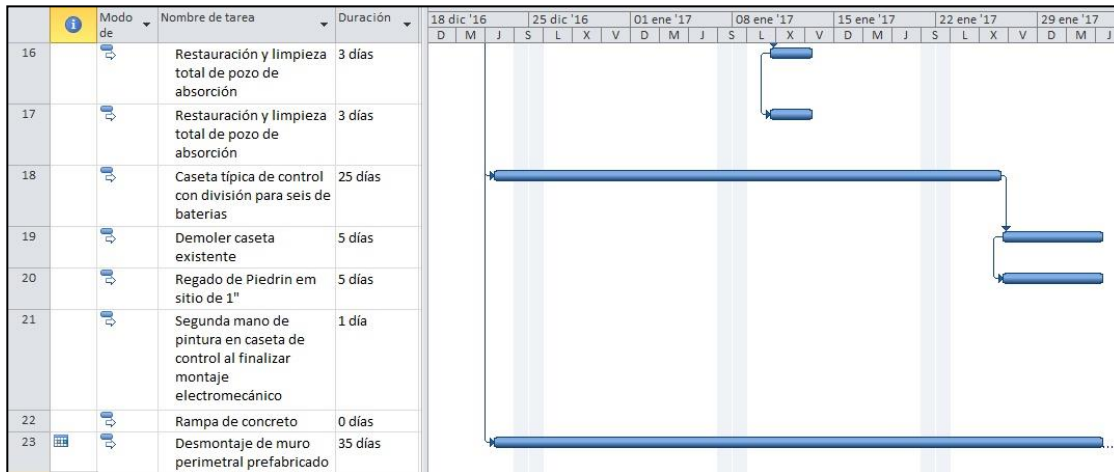 Modo de
Nombre de tarea
Duración
18 dic '16 25 dic '16 01 ene '17 08 ene '17 15 ene '17 22 ene '17 29 ene '17
D M J S L X V D M J S L X V D M J S L X V D M J
16 Restauración y limpieza 3 días
total de pozo de
absorción
17 Restauración y limpieza 3 días
total de pozo de
absorción
18 Caseta típica de control 25 días
con división para seis de
baterias
19 Demoler caseta 5 días
existente
20 Regado de Piedrin em 5 días
sitio de 1"
21 Segunda mano de 1 día
pintura en caseta de
control al finalizar
montaje
electromecánico
22 Rampa de concreto 0 días
23 Desmontaje de muro 35 días
perimetral prefabricado